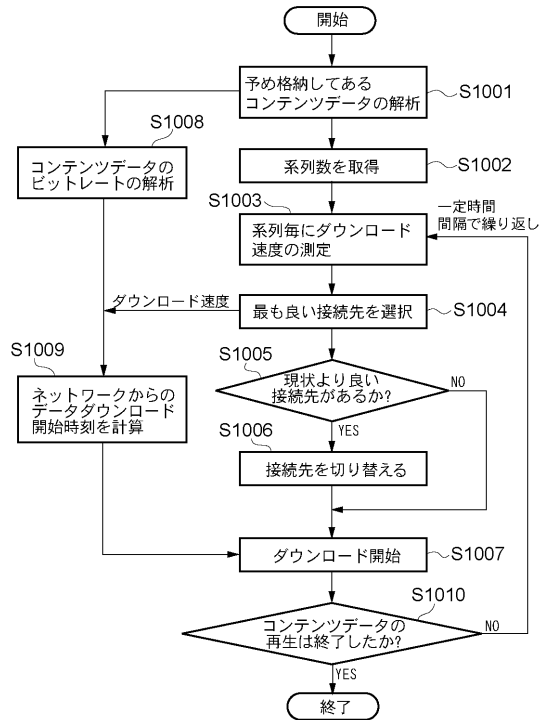 開始
予め格納してある
コンテンツデータの解析
S1001
S1008
コンテンツデータの
ビットレートの解析
系列数を取得
S1002
S1003
系列毎にダウンロード
速度の測定
一定時間
間隔で繰り返し
ダウンロード速度
最も良い接続先を選択
S1004
S1009
ネットワークからの
データダウンロード
開始時刻を計算
S1005
現状より良い
接続先があるか?
NO
YES
S1006
接続先を切り替える
ダウンロード開始
S1007
S1010
コンテンツデータの
再生は終了したか?
NO
YES
終了